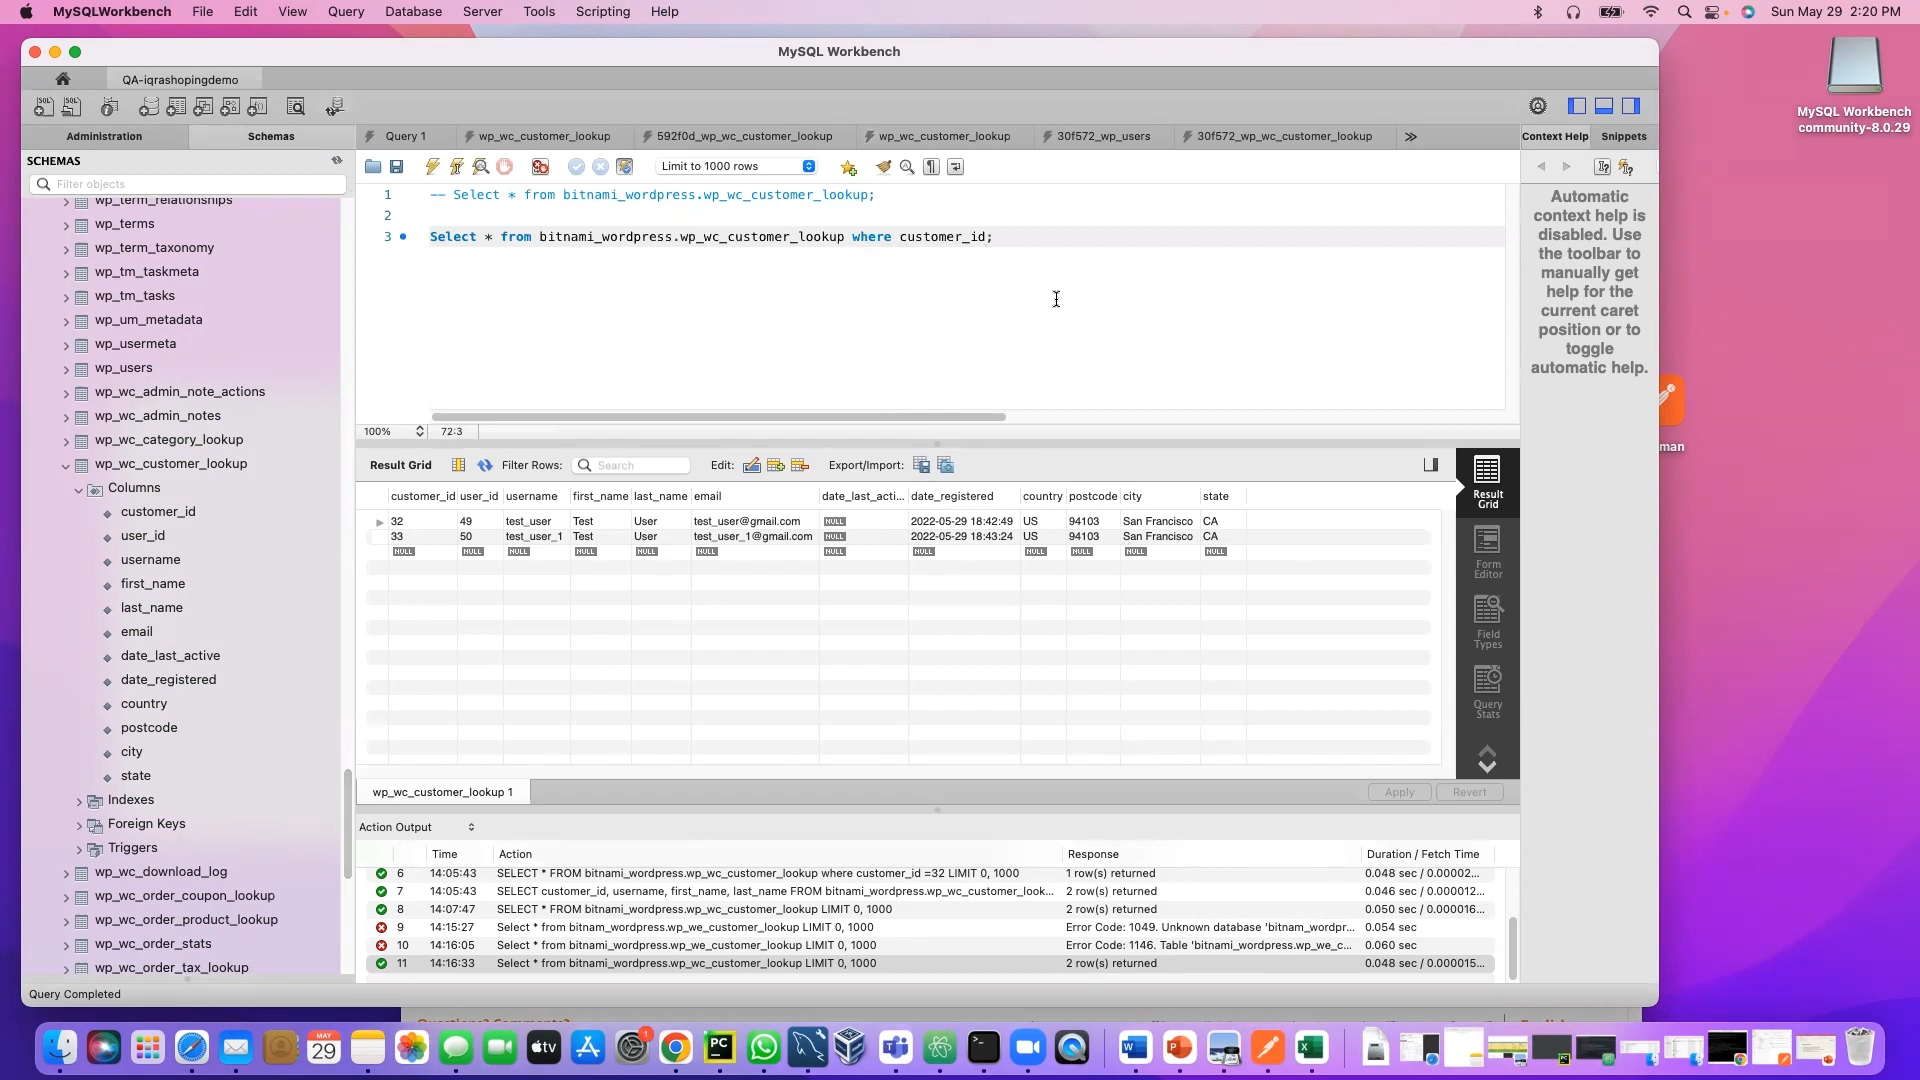 MySQLWorkbench File Edit View Query Database Server Tools Scripting Help Sun May 29 2:20 PM
MySQL Workbench
QA-iqrashopingdemo
MySQL Workbench
community-8.0.29
Administration Schemas Query 1 wp_wc_customer_lookup 592f0d_wp_wc_customer_lookup wp_wc_customer_lookup 30f572_wp_users 30f572_wp_wc_customer_lookup Context Help Snippets
SCHEMAS
Filter objects
wp_term_relationships
wp_terms
wp_term_taxonomy
wp_tm_taskmeta
wp_tm_tasks
wp_um_metadata
wp_usermeta
wp_users
wp_wc_admin_note_actions
wp_wc_admin_notes
wp_wc_category_lookup
wp_wc_customer_lookup
Columns
customer_id
user_id
username
first_name
last_name
email
date_last_active
date_registered
country
postcode
city
state
Indexes
Foreign Keys
Triggers
wp_wc_download_log
wp_wc_order_coupon_lookup
wp_wc_order_product_lookup
wp_wc_order_stats
wp_wc_order_tax_lookup
Query Completed
Limit to 1000 rows
1 -- Select * from bitnami_wordpress.wp_wc_customer_lookup;
2
3 Select * from bitnami_wordpress.wp_wc_customer_lookup where customer_id;
100% 72:3
Automatic
context help is
disabled. Use
the toolbar to
manually get
help for the
current caret
position or to
toggle
automatic help.
man
Result Grid Filter Rows: Search Edit: Export/Import:
customer_id user_id username first_name last_name email date_last_acti... date_registered country postcode city state
32 49 test_user Test User test_user@gmail.com NULL 2022-05-29 18:42:49 US 94103 San Francisco CA
33 50 test_user_1 Test User test_user_1@gmail.com NULL 2022-05-29 18:43:24 US 94103 San Francisco CA
NULL NULL NULL NULL NULL NULL NULL NULL NULL NULL NULL NULL
Result
Grid
Form
Editor
Field
Types
Query
Stats
wp_wc_customer_lookup 1 Apply Revert
Action Output
Time Action Response Duration / Fetch Time
6 14:05:43 SELECT * FROM bitnami_wordpress.wp_wc_customer_lookup where customer_id =32 LIMIT 0, 1000 1 row(s) returned 0.048 sec / 0.00002...
7 14:05:43 SELECT customer_id, username, first_name, last_name FROM bitnami_wordpress.wp_wc_customer_look... 2 row(s) returned 0.046 sec / 0.000012...
8 14:07:47 SELECT * FROM bitnami_wordpress.wp_wc_customer_lookup LIMIT 0, 1000 2 row(s) returned 0.050 sec / 0.000016...
9 14:15:27 Select * from bitnam_wordpress.wp_we_customer_lookup LIMIT 0, 1000 Error Code: 1049. Unknown database 'bitnam_wordpr... 0.054 sec
10 14:16:05 Select * from bitnami_wordpress.wp_we_customer_lookup LIMIT 0, 1000 Error Code: 1146. Table 'bitnami_wordpress.wp_we_c... 0.060 sec
11 14:16:33 Select * from bitnami_wordpress.wp_wc_customer_lookup LIMIT 0, 1000 2 row(s) returned 0.048 sec / 0.000015...
MAY
29
tv
1
PC